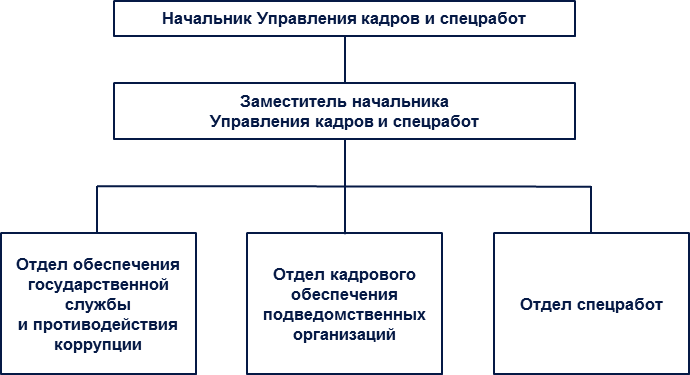 Начальник Управления кадров и спецработ
Заместитель начальника
Управления кадров и спецработ
Отдел обеспечения
государственной
службы
и противодействия
коррупции
Отдел кадрового
обеспечения
подведомственных
организаций
Отдел спецработ